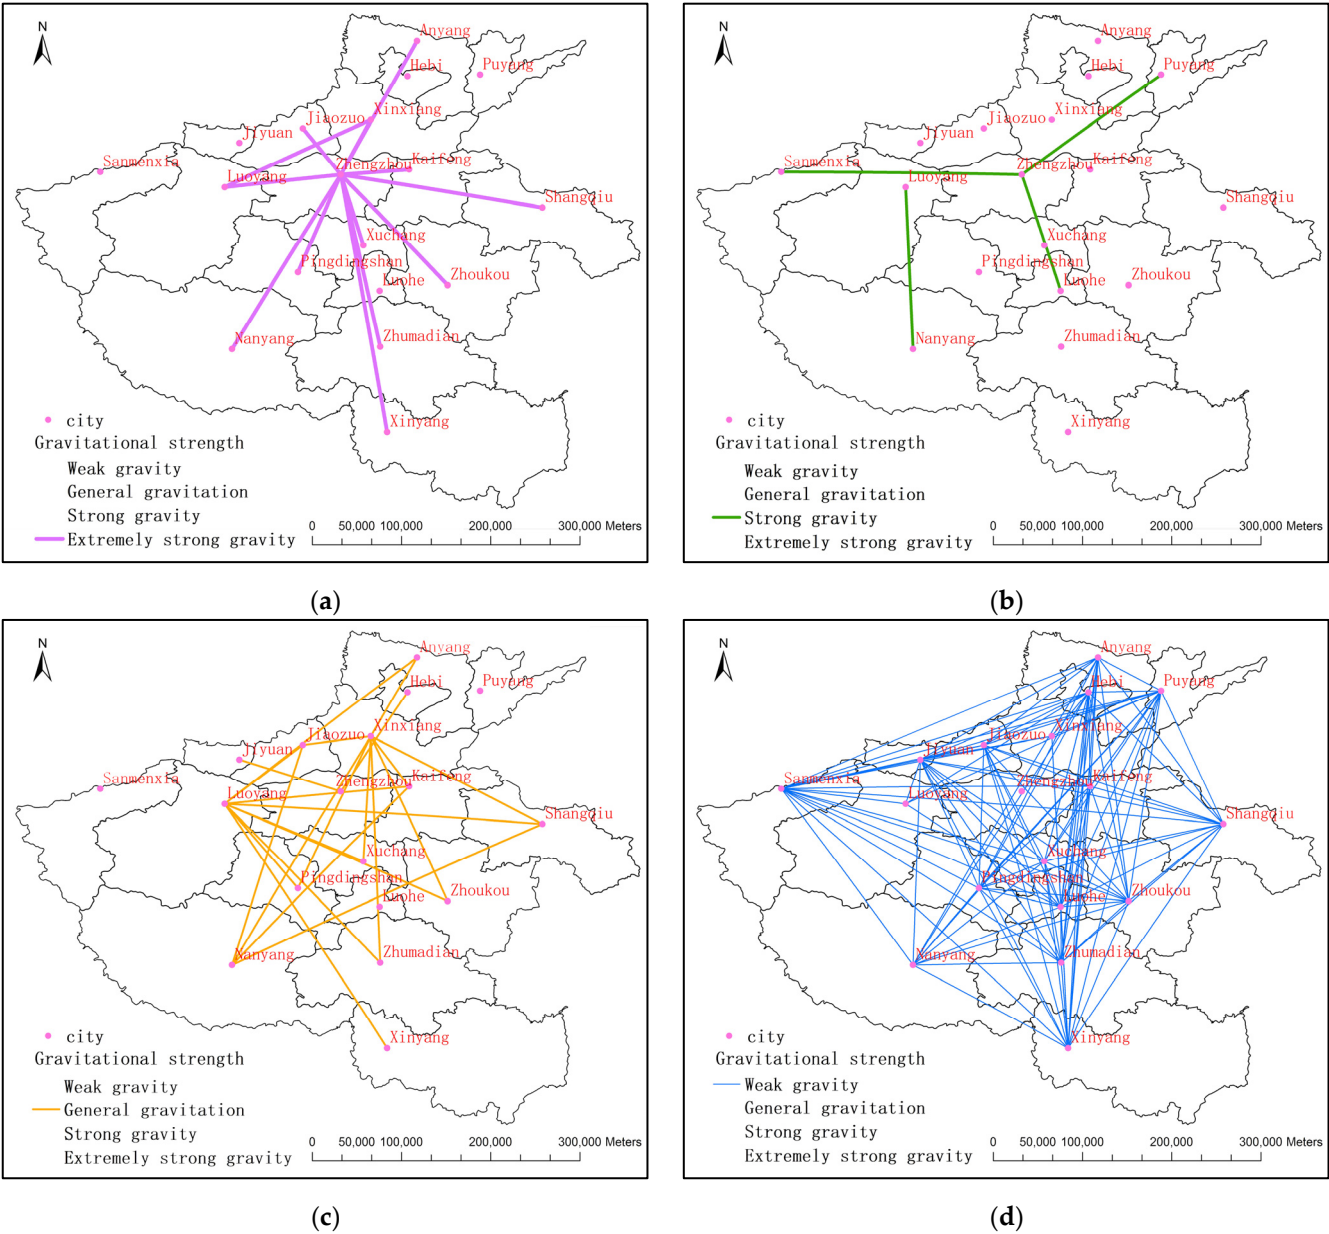 N
Anyang
Hebi
Puyang
Xinxiang
Jiaozuo
Jiyuan
Sanmenxia
Zhengzhou
Kaifeng
Luoyang
Shangqiu
Xuchang
Pingdingshan
Zhoukou
Luohe
Nanyang
Zhumadian
Xinyang
city
Gravitational strength
Weak gravity
General gravitation
Strong gravity
Extremely strong gravity
0 50,0000 100,000 200,000 300,000 Meters
(a)
N
Anyang
Hebi
Puyang
Xinxiang
Jiaozuo
Jiyuan
Sanmenxia
Zhengzhou
Kaifeng
Luoyang
Shangqiu
Xuchang
Pingdingshan
Zhoukou
Luohe
Nanyang
Zhumadian
Xinyang
city
Gravitational strength
Weak gravity
General gravitation
Strong gravity
Extremely strong gravity
0 50,0000 100,000 200,000 300,000 Meters
(b)
N
Anyang
Hebi
Puyang
Xinxiang
Jiaozuo
Jiyuan
Sanmenxia
Zhengzhou
Kaifeng
Luoyang
Shangqiu
Xuchang
Pingdingshan
Zhoukou
Luohe
Nanyang
Zhumadian
Xinyang
city
Gravitational strength
Weak gravity
General gravitation
Strong gravity
Extremely strong gravity
0 50,0000 100,000 200,000 300,000 Meters
(c)
N
Anyang
Hebi
Puyang
Xinxiang
Jiaozuo
Jiyuan
Sanmenxia
Zhengzhou
Kaifeng
Luoyang
Shangqiu
Xuchang
Pingdingshan
Zhoukou
Luohe
Nanyang
Zhumadian
Xinyang
city
Gravitational strength
Weak gravity
General gravitation
Strong gravity
Extremely strong gravity
0 50,0000 100,000 200,000 300,000 Meters
(d)